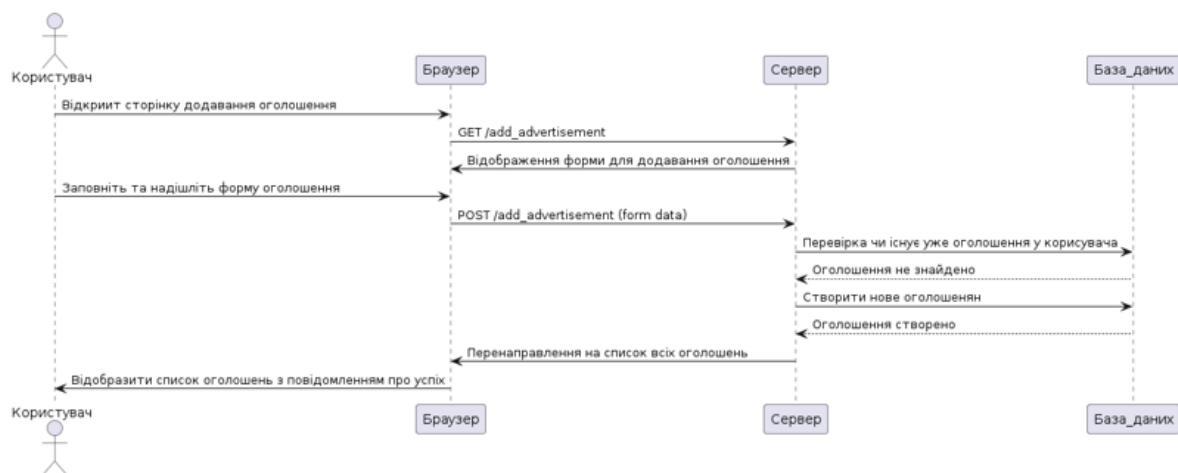 Користувач
Браузер
Сервер
База_даних
Відкриит сторінку додавання оголошення
GET /add_advertisement
Відображення форми для додавання оголошення
Заповніть та надішліть форму оголошення
POST /add_advertisement (form data)
Перевірка чи існує уже оголошення у корисувача
Оголошення не знайдено
Створити нове оголошенян
Оголошення створено
Перенаправлення на список всіх оголошень
Відобразити список оголошень з повідомленням про успіх
Користувач
Браузер
Сервер
База_даних